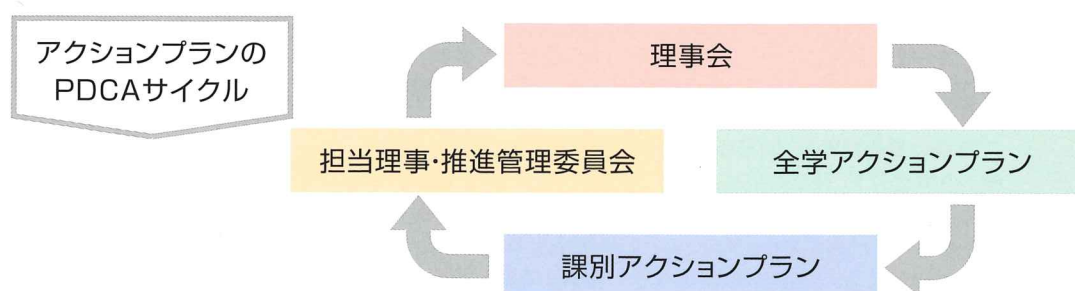 アクションプランの
PDCAサイクル
理事会
担当理事・推進管理委員会
全学アクションプラン
課別アクションプラン